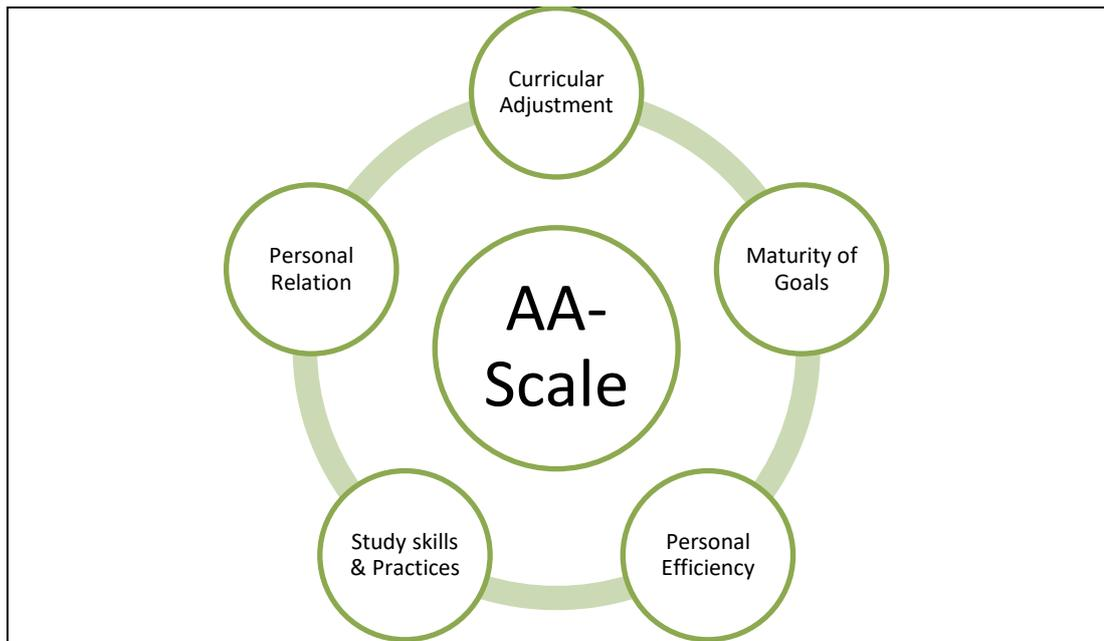 Curricular
Adjustment
Personal
Relation
Maturity of
Goals
AA-
Scale
Study skills
& Practices
Personal
Efficiency